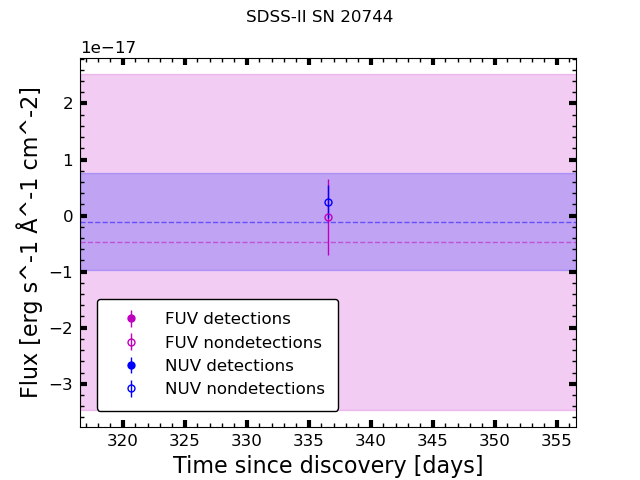 SDSS-II SN 20744
1e−17
2
1
0
−1
−2
−3
Flux [erg s^-1 Å^-1 cm^-2]
FUV detections
FUV nondetections
NUV detections
NUV nondetections
320 325 330 335 340 345 350 355
Time since discovery [days]